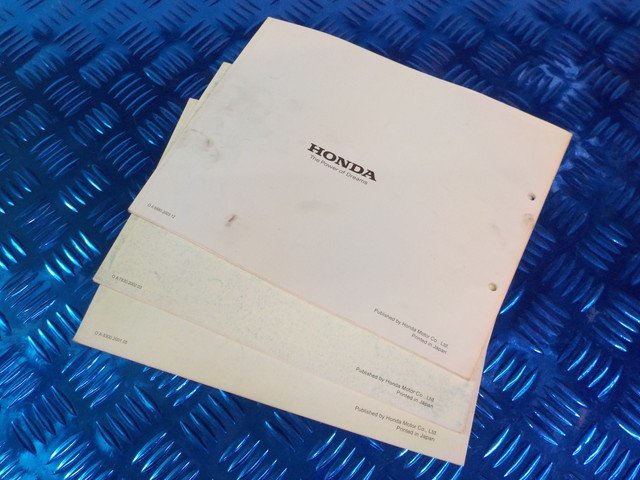 HONDA
The Power of Dreams
Published by Honda Motor Co., Ltd.
Printed in Japan
Published by Honda Motor Co., Ltd.
Printed in Japan
Published by Honda Motor Co., Ltd.
Printed in Japan